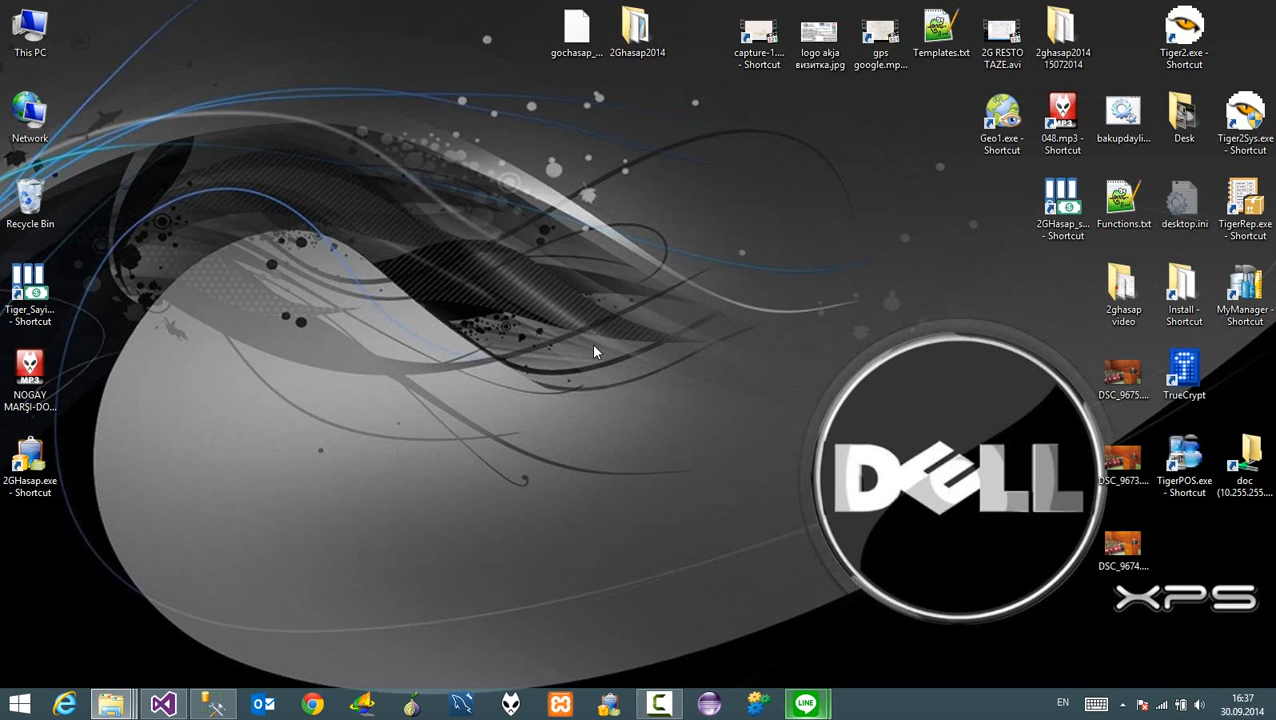 This PC
Network
Recycle Bin
Tiger_Sayi...
- Shortcut
MP3
NOGAY
MARŞI-DO...
2GHasap.exe
- Shortcut
gochasap_...
2Ghasap2014
capture-1....
- Shortcut
logo akja
визитка.jpg
gps
google.mp...
Templates.txt
2G RESTO
TAZE.avi
2ghasap2014
15072014
Tiger2.exe -
Shortcut
Geo1.exe -
Shortcut
MP3
048.mp3 -
Shortcut
bakupdayli...
Desk
Tiger2Sys.exe
- Shortcut
2GHasap_s...
- Shortcut
Functions.txt
desktop.ini
TigerRep.exe
- Shortcut
2ghasap
video
Install -
Shortcut
MyManager
- Shortcut
DSC_9675....
TrueCrypt
DSC_9673....
TigerPOS.exe
- Shortcut
doc
(10.255.255....
DSC_9674....
DELL
XPS
LINE
EN
16:37
30.09.2014